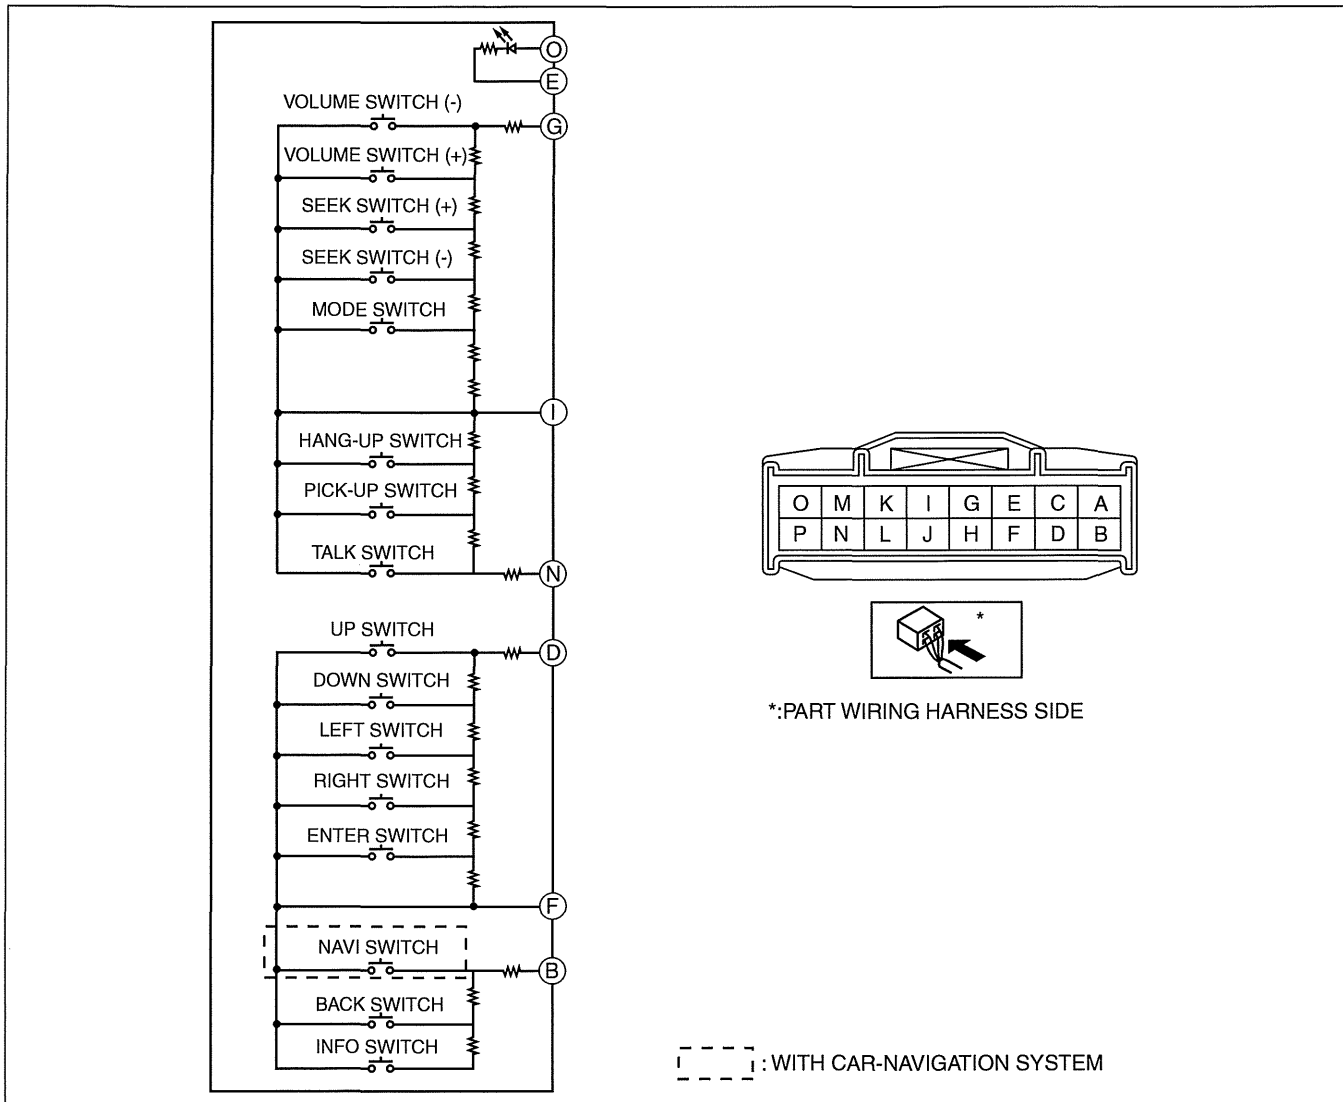 O
E
VOLUME SWITCH (-)
G
VOLUME SWITCH (+)
SEEK SWITCH (+)
SEEK SWITCH (-)
MODE SWITCH
I
HANG-UP SWITCH
PICK-UP SWITCH
TALK SWITCH
N
UP SWITCH
D
DOWN SWITCH
LEFT SWITCH
RIGHT SWITCH
ENTER SWITCH
F
NAVI SWITCH
B
BACK SWITCH
INFO SWITCH
O M K I G E C A
P N L J H F D B
*
*:PART WIRING HARNESS SIDE
: WITH CAR-NAVIGATION SYSTEM